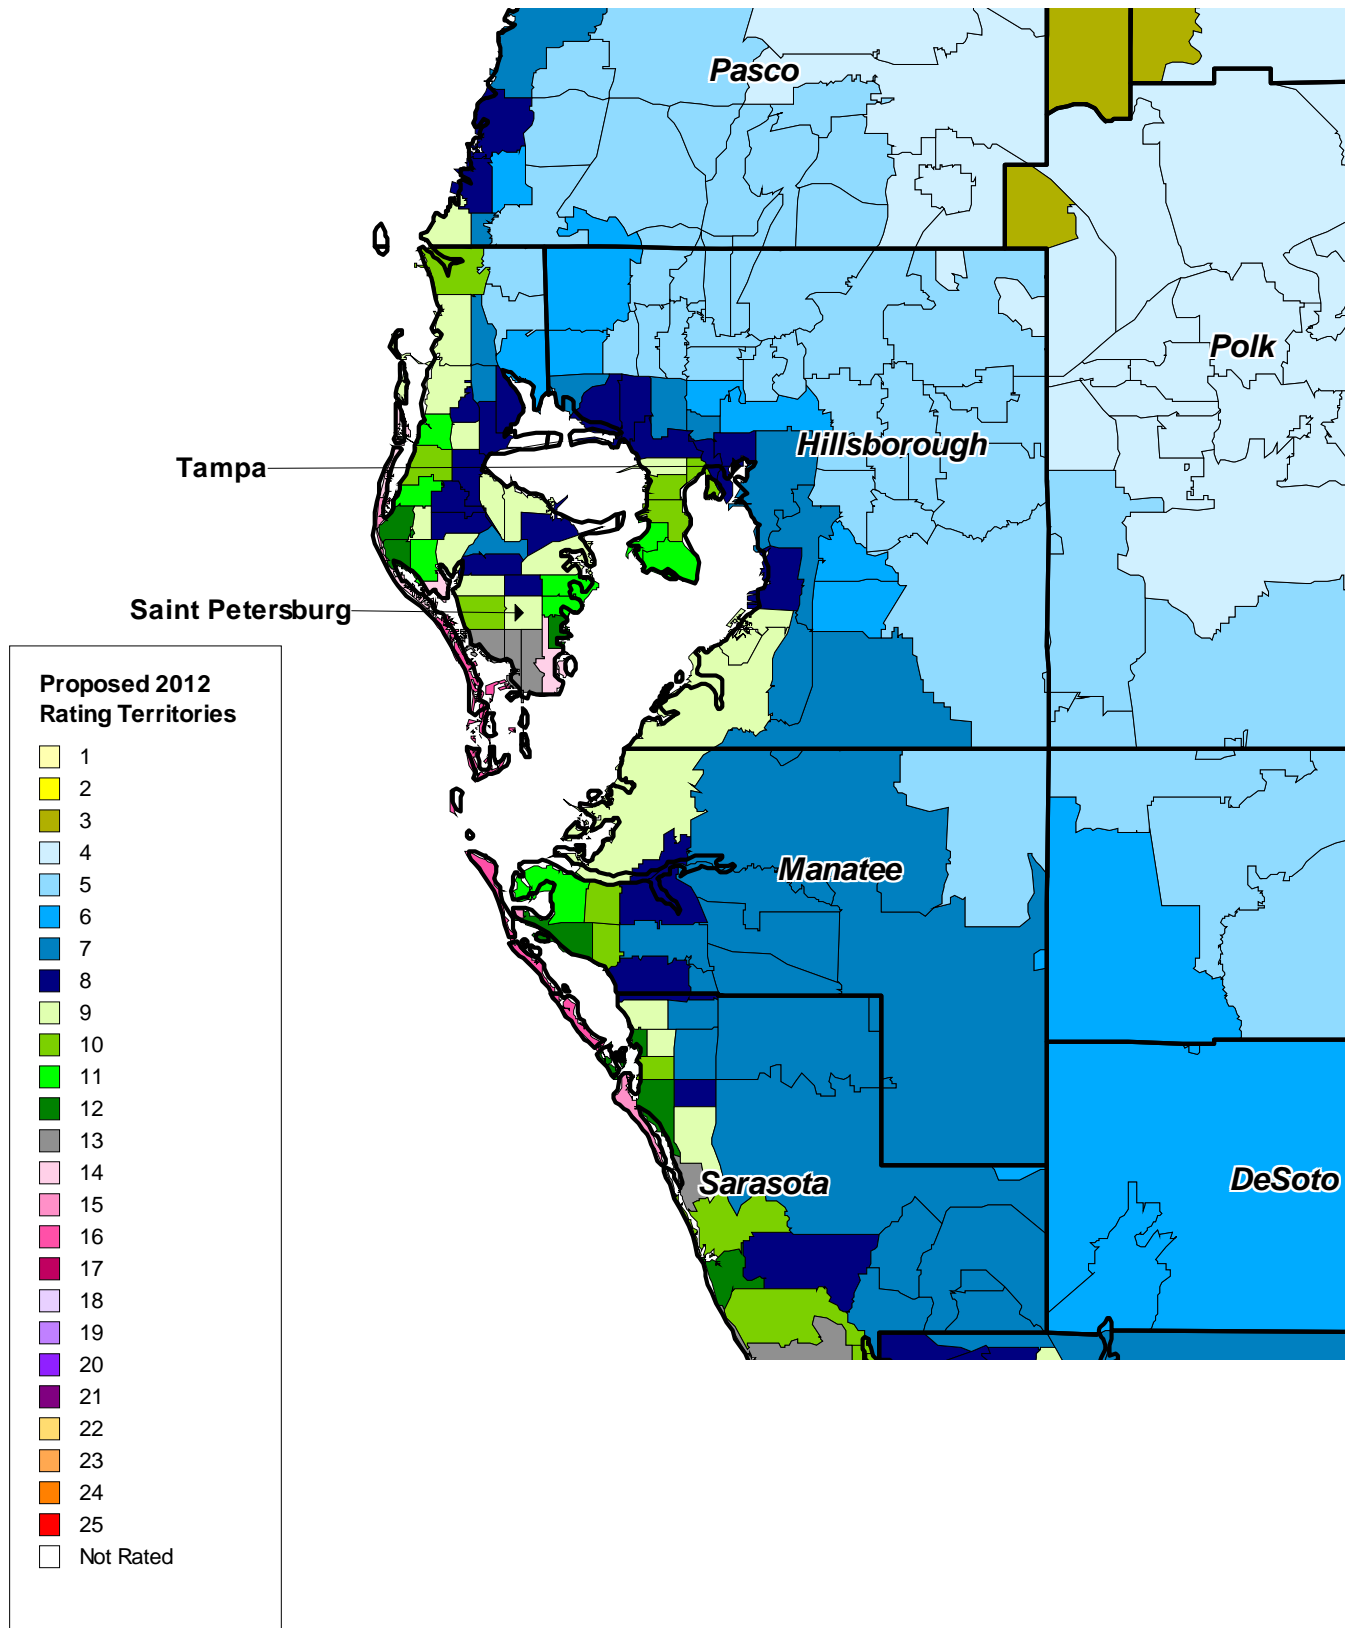 Pasco
Polk
Hillsborough
Tampa
Saint Petersburg
Manatee
Sarasota
DeSoto
Proposed 2012
Rating Territories
1
2
3
4
5
6
7
8
9
10
11
12
13
14
15
16
17
18
19
20
21
22
23
24
25
Not Rated